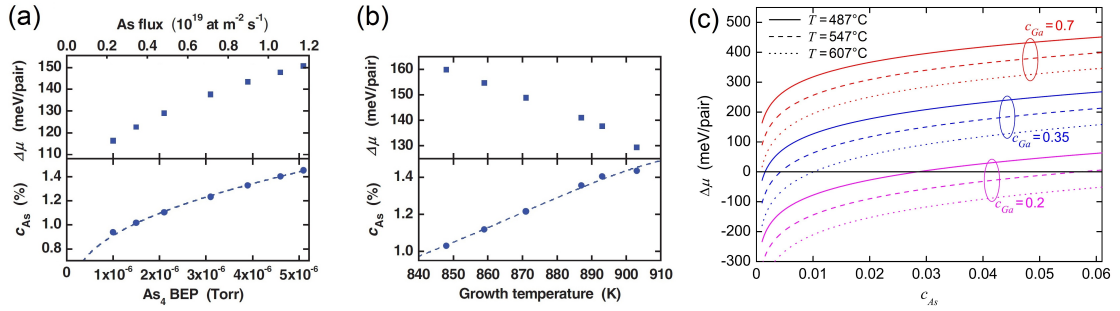 (a)
As flux (10¹⁹ at m⁻² s⁻¹)
0.0 0.2 0.4 0.6 0.8 1.0 1.2
Δμ (meV/pair)
150
140
130
120
110
c_As (%)
1.4
1.2
1.0
0.8
0 1x10⁻⁶ 2x10⁻⁶ 3x10⁻⁶ 4x10⁻⁶ 5x10⁻⁶
As₄ BEP (Torr)
(b)
Δμ (meV/pair)
160
150
140
130
c_As (%)
1.4
1.2
1.0
840 850 860 870 880 890 900 910
Growth temperature (K)
(c)
Δμ (meV/pair)
500
400
300
200
100
0
-100
-200
-300
T = 487°C
T = 547°C
T = 607°C
c_Ga = 0.7
c_Ga = 0.35
c_Ga = 0.2
0.00 0.01 0.02 0.03 0.04 0.05 0.06
c_As